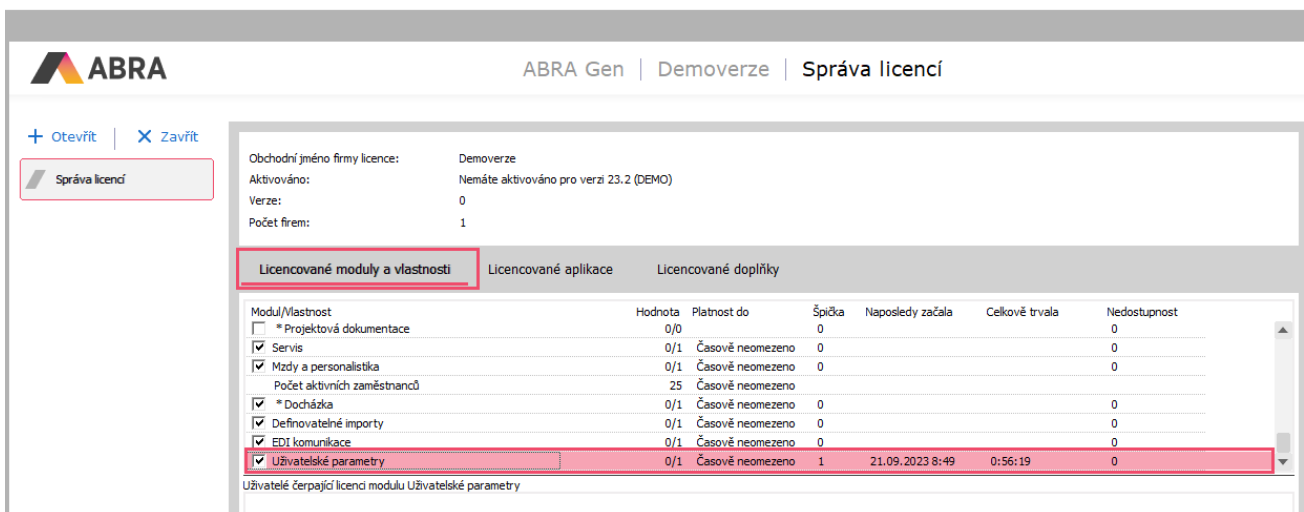 ABRA
ABRA Gen | Demoverze | Správa licencí
+ Otevřít | X Zavřít
Správa licencí
Obchodní jméno firmy licence: Demoverze
Aktivováno: Nemáte aktivováno pro verzi 23.2 (DEMO)
Verze: 0
Počet firem: 1
Licencované moduly a vlastnosti Licencované aplikace Licencované doplňky
Modul/Vlastnost Hodnota Platnost do Špička Naposledy začala Celkově trvala Nedostupnost
* Projektová dokumentace 0/0 0 0
Servis 0/1 Časově neomezeno 0 0
Mzdy a personalistika 0/1 Časově neomezeno 0 0
Počet aktivních zaměstnanců 25 Časově neomezeno
* Docházka 0/1 Časově neomezeno 0 0
Definovatelné importy 0/1 Časově neomezeno 0 0
EDI komunikace 0/1 Časově neomezeno 0 0
Uživatelské parametry 0/1 Časově neomezeno 1 21.09.2023 8:49 0:56:19 0
Uživatelé čerpající licenci modulu Uživatelské parametry